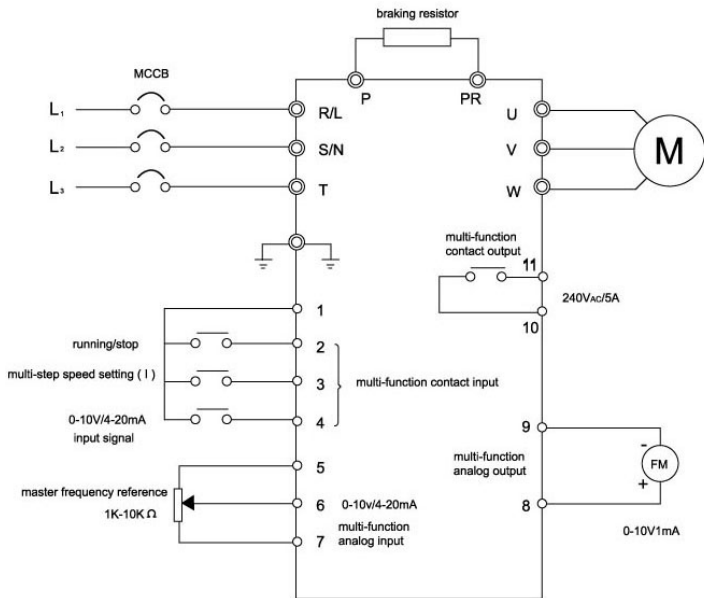 braking resistor
MCCB
P
PR
L₁
R/L
U
L₂
S/N
V
M
L₃
T
W
multi-function
contact output
11
240VAC/5A
10
1
running/stop
2
multi-step speed setting ( I )
3
multi-function contact input
0-10V/4-20mA
input signal
4
9
-
multi-function
analog output
FM
+
8
0-10V1mA
5
master frequency reference
1K-10K Ω
6
0-10v/4-20mA
multi-function
analog input
7